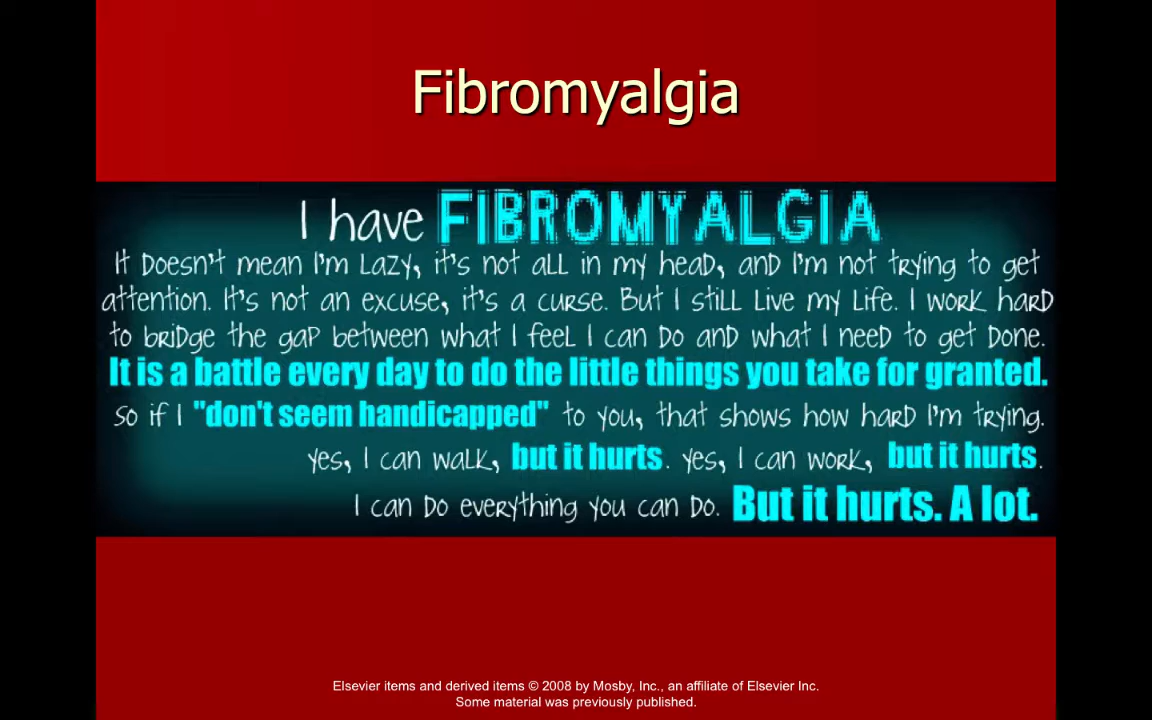 Fibromyalgia
I have FIBROMYALGIA
It Doesn't mean I'm Lazy, it's not all in my head, and I'm not trying to get
attention. It's not an excuse, it's a curse. But I still Live my Life. I work hard
to bridge the gap between what I feel I can Do and what I need to get Done.
It is a battle every day to do the little things you take for granted.
so if I "don't seem handicapped" to you, that shows how hard I'm trying.
yes, I can walk, but it hurts. yes, I can work, but it hurts.
I can Do everything you can Do. But it hurts. A lot.
Elsevier items and derived items © 2008 by Mosby, Inc., an affiliate of Elsevier Inc.
Some material was previously published.